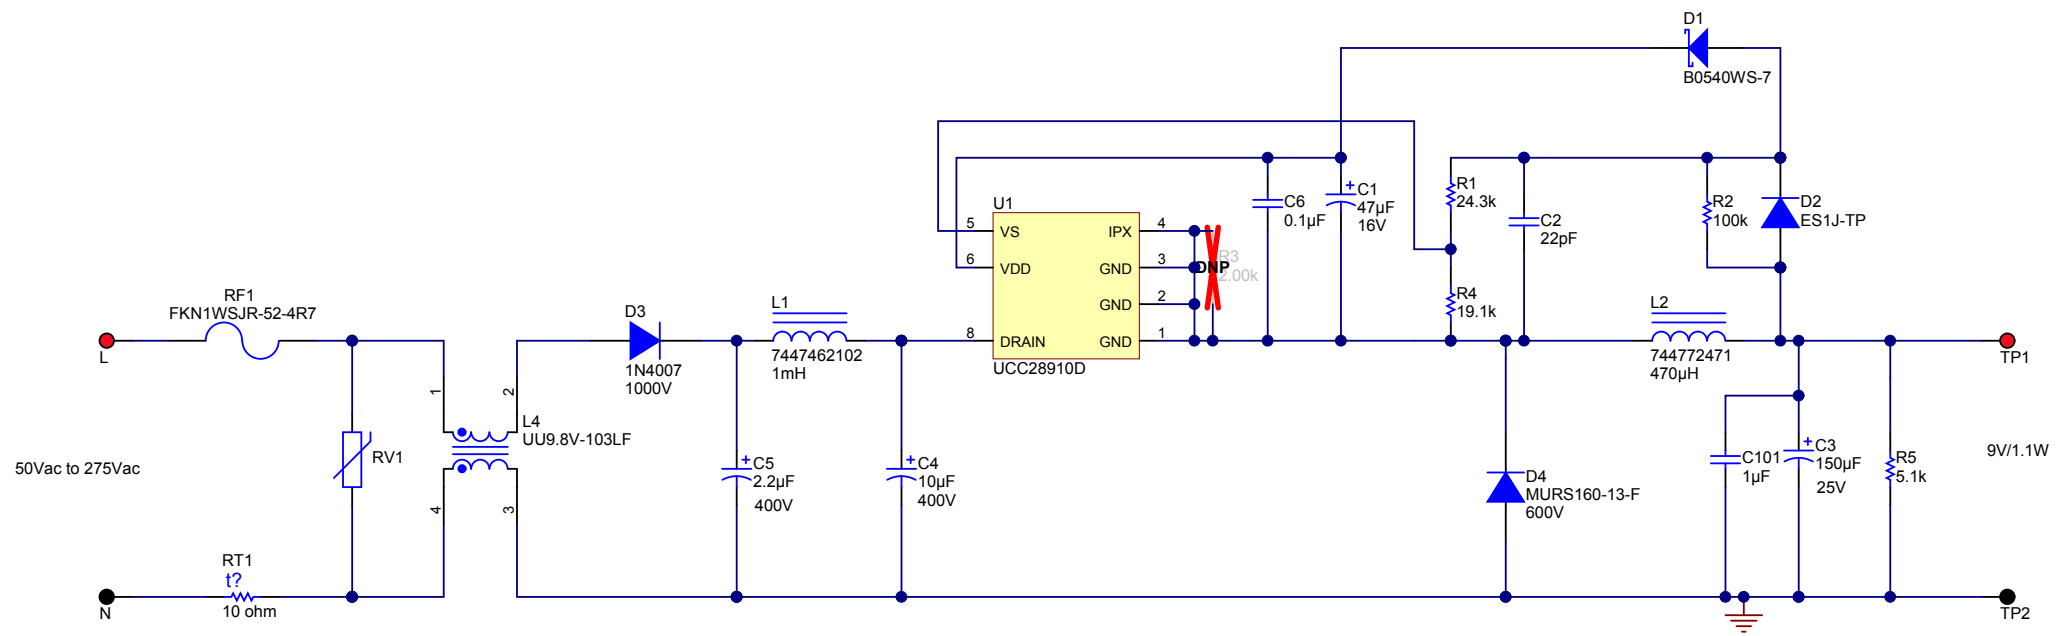 D1
B0540WS-7
U1
5
VS
6
VDD
8
DRAIN
IPX
4
GND
3
GND
2
GND
1
UCC28910D
DNP
R3
2.00k
C6
0.1µF
C1
47µF
16V
R1
24.3k
R4
19.1k
C2
22pF
R2
100k
D2
ES1J-TP
RF1
FKN1WSJR-52-4R7
L
RV1
50Vac to 275Vac
RT1
t?
10 ohm
N
1
2
L4
UU9.8V-103LF
4
3
D3
1N4007
1000V
L1
7447462102
1mH
C5
2.2µF
400V
C4
10µF
400V
D4
MURS160-13-F
600V
L2
744772471
470µH
C101
1µF
C3
150µF
25V
R5
5.1k
TP1
9V/1.1W
TP2